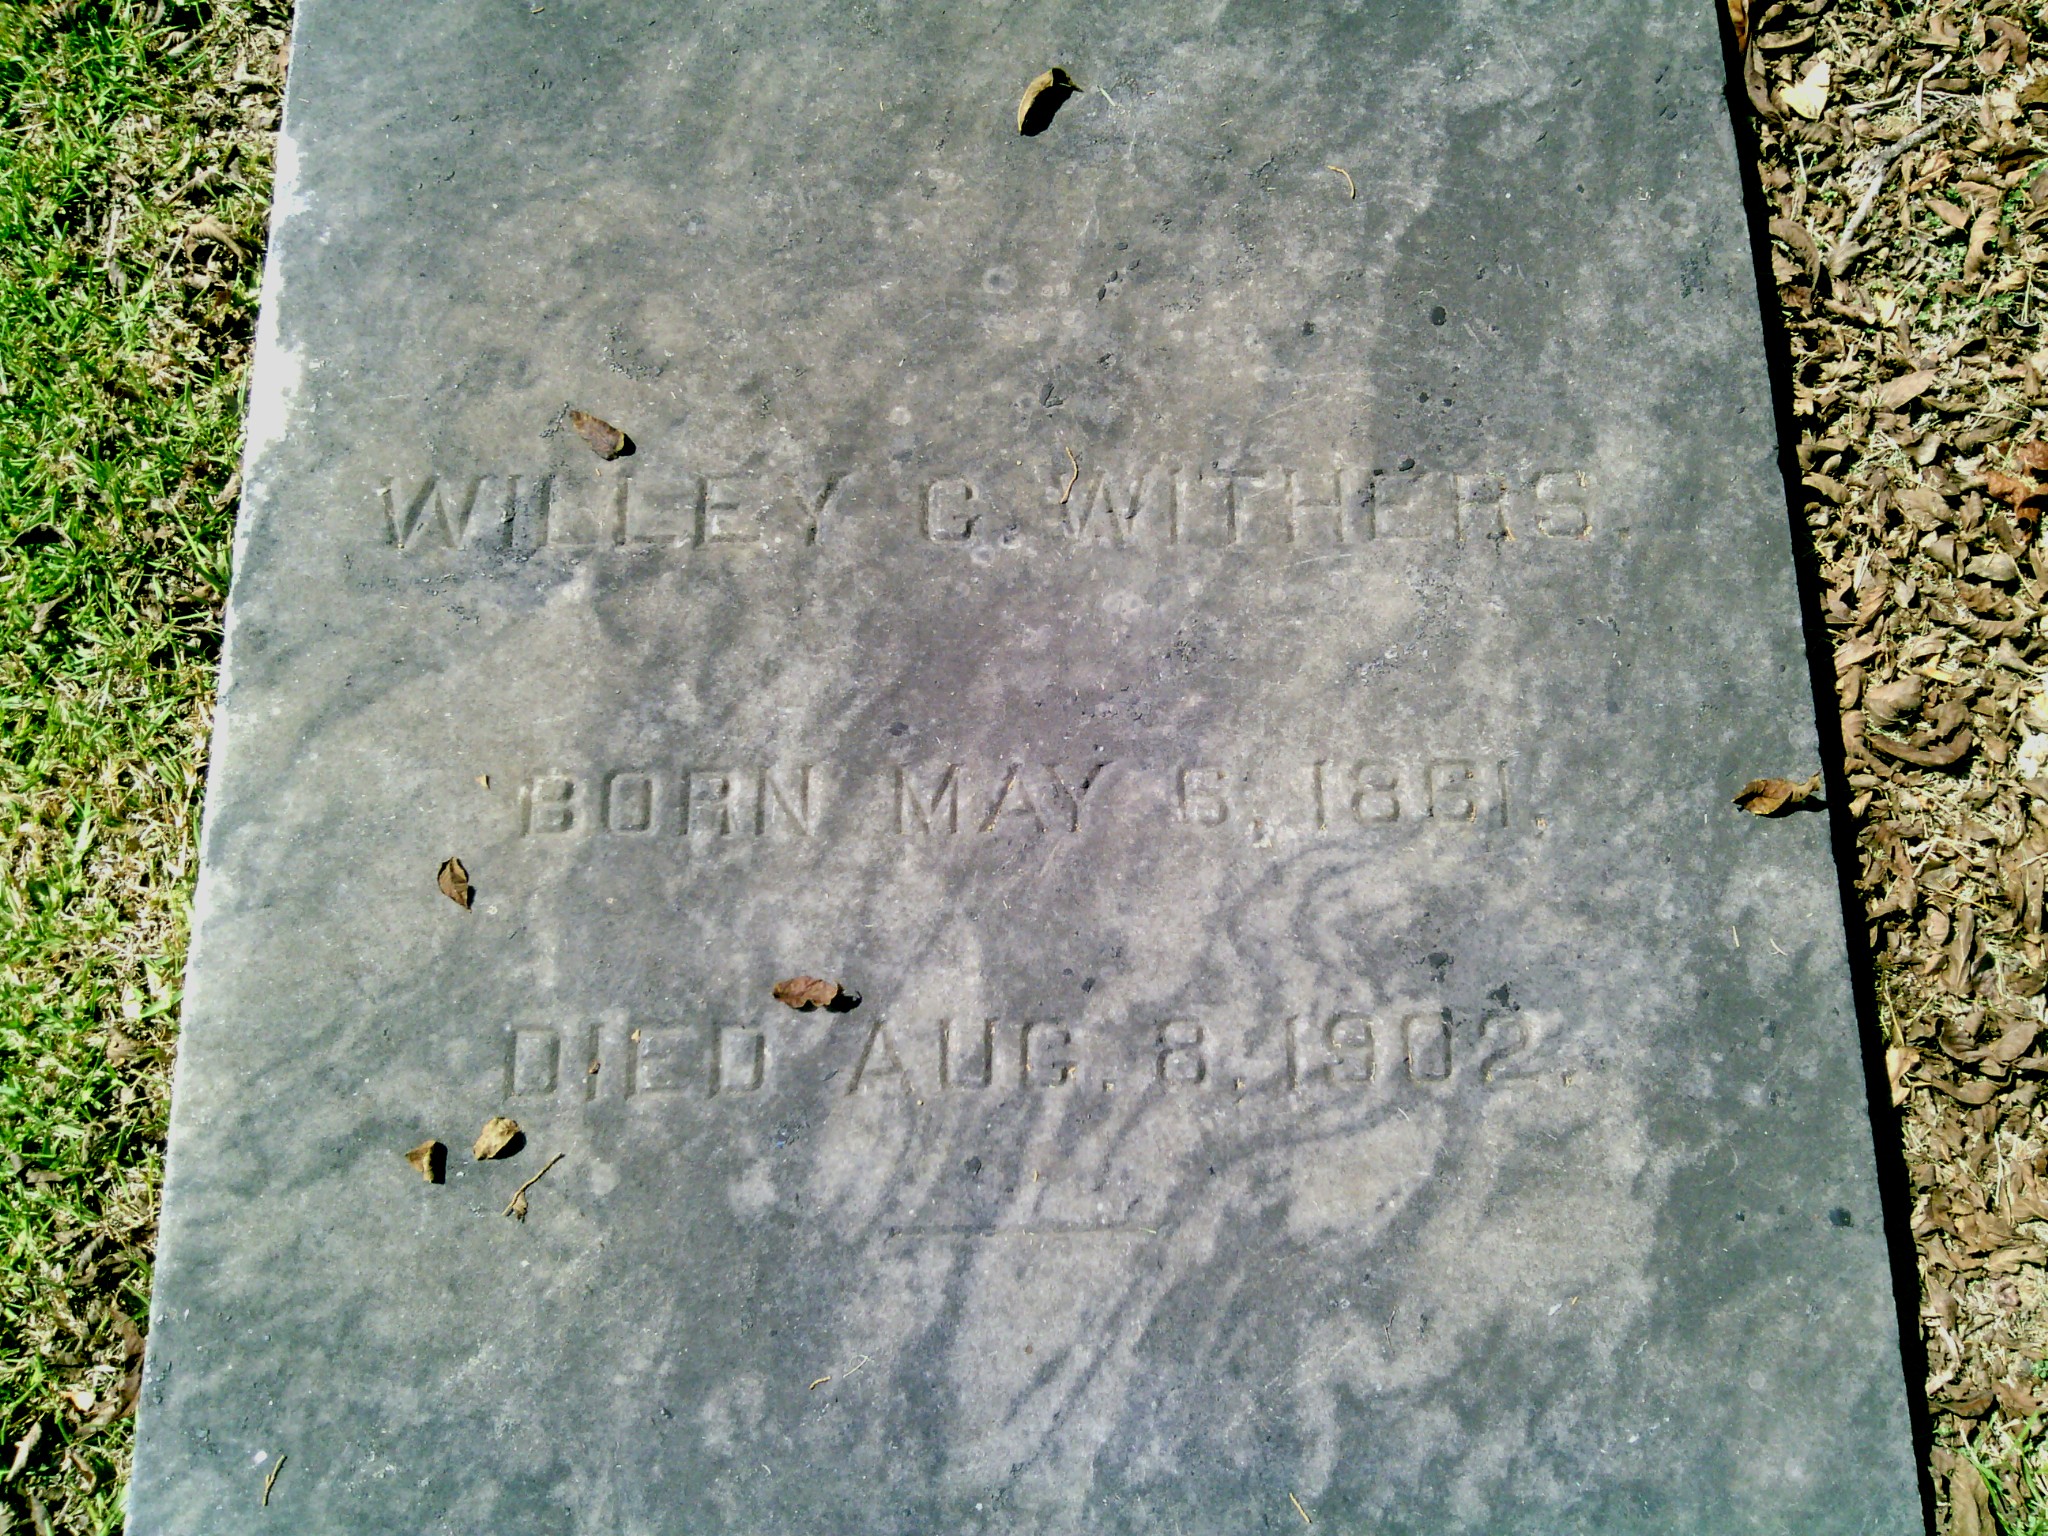 WILLEY G. WITHERS.
BORN MAY 6, 1861.
DIED AUG. 8, 1902.